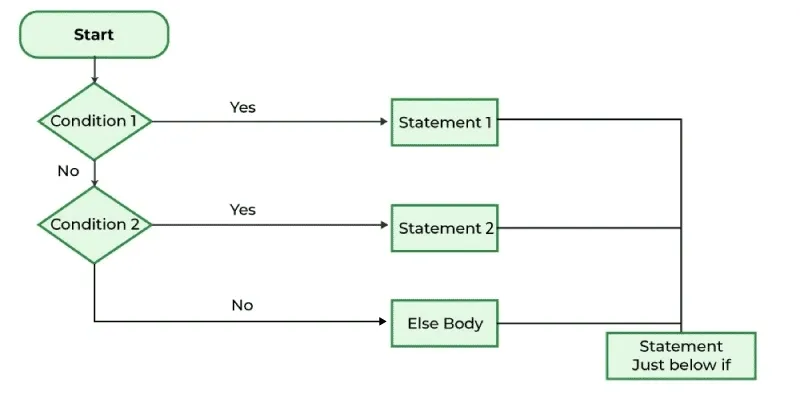 Start
Condition 1
Yes
Statement 1
No
Condition 2
Yes
Statement 2
No
Else Body
Statement
Just below if